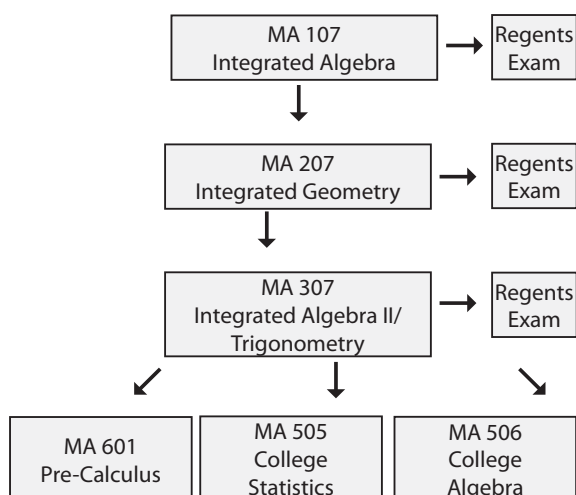 MA 107
Integrated Algebra
Regents
Exam
MA 207
Integrated Geometry
Regents
Exam
MA 307
Integrated Algebra II/
Trigonometry
Regents
Exam
MA 601
Pre-Calculus
MA 505
College
Statistics
MA 506
College
Algebra